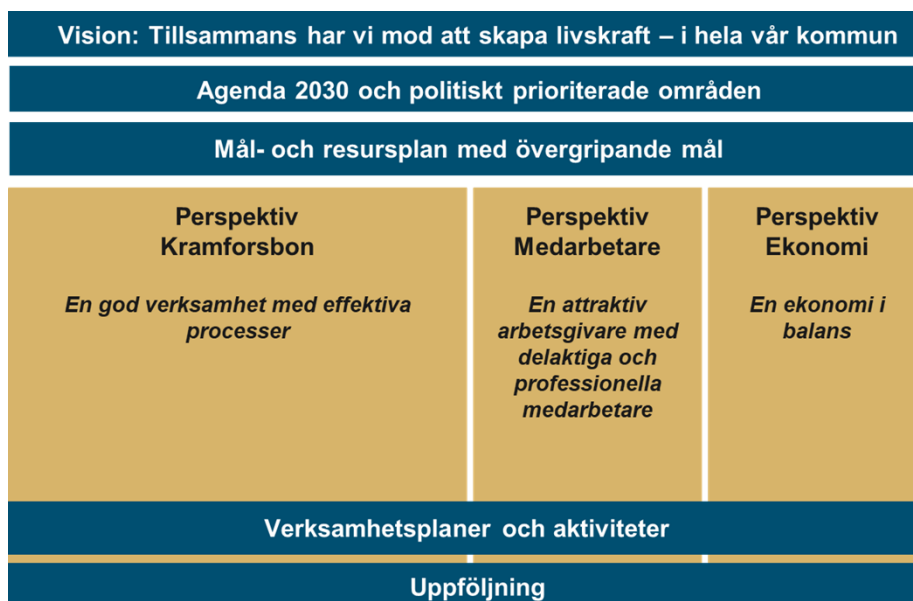 Vision: Tillsammans har vi mod att skapa livskraft – i hela vår kommun
Agenda 2030 och politiskt prioriterade områden
Mål- och resursplan med övergripande mål
Perspektiv
Kramforsbon
En god verksamhet med effektiva
processer
Perspektiv
Medarbetare
En attraktiv
arbetsgivare med
delaktiga och
professionella
medarbetare
Perspektiv
Ekonomi
En ekonomi i
balans
Verksamhetsplaner och aktiviteter
Uppföljning